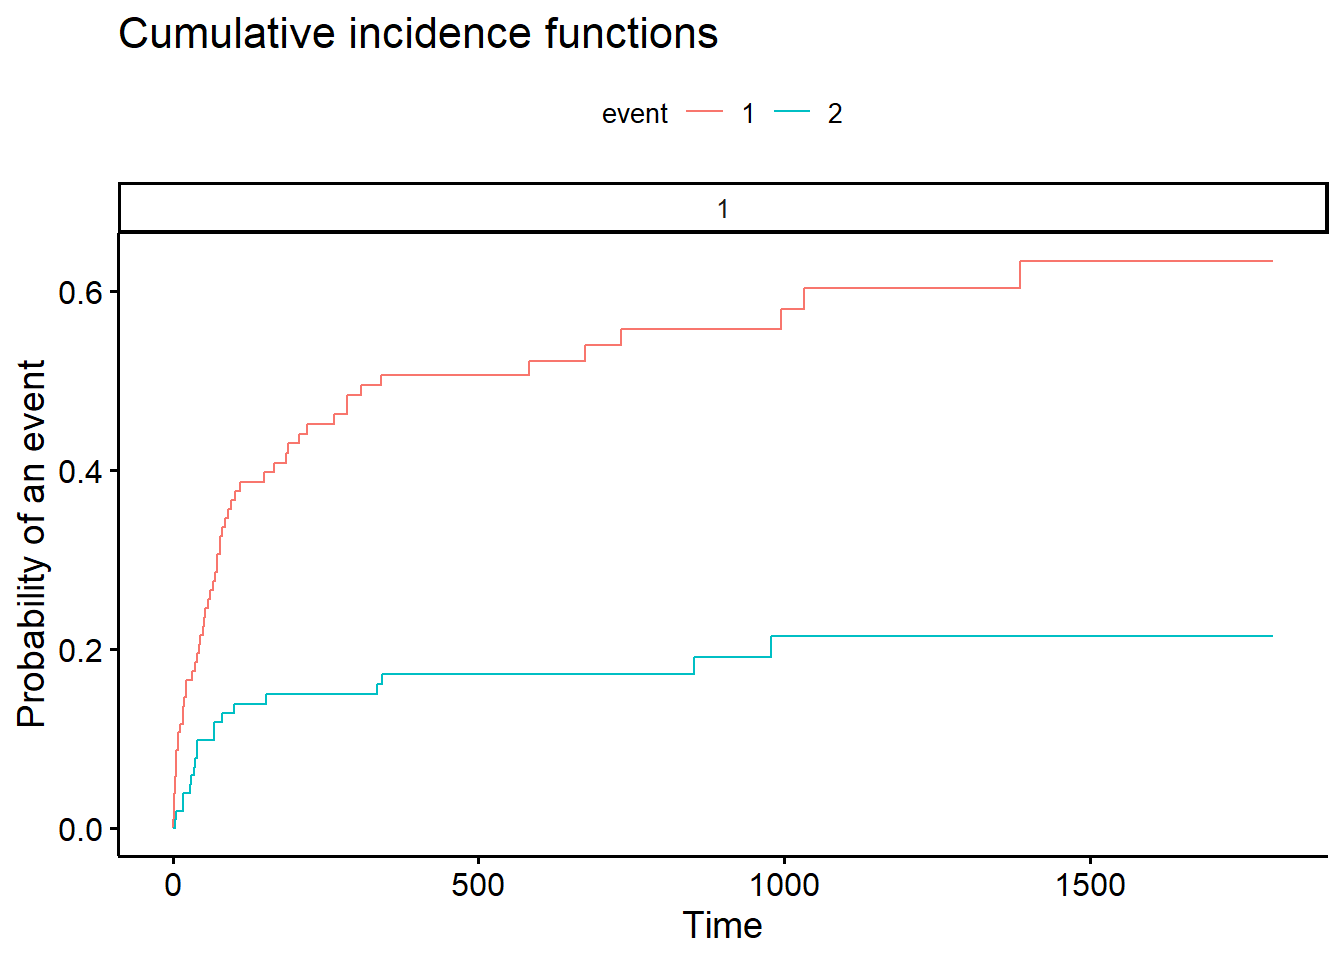 Cumulative incidence functions
event 1 2
1
0.6
0.4
0.2
0.0
Probability of an event
0 500 1000 1500
Time